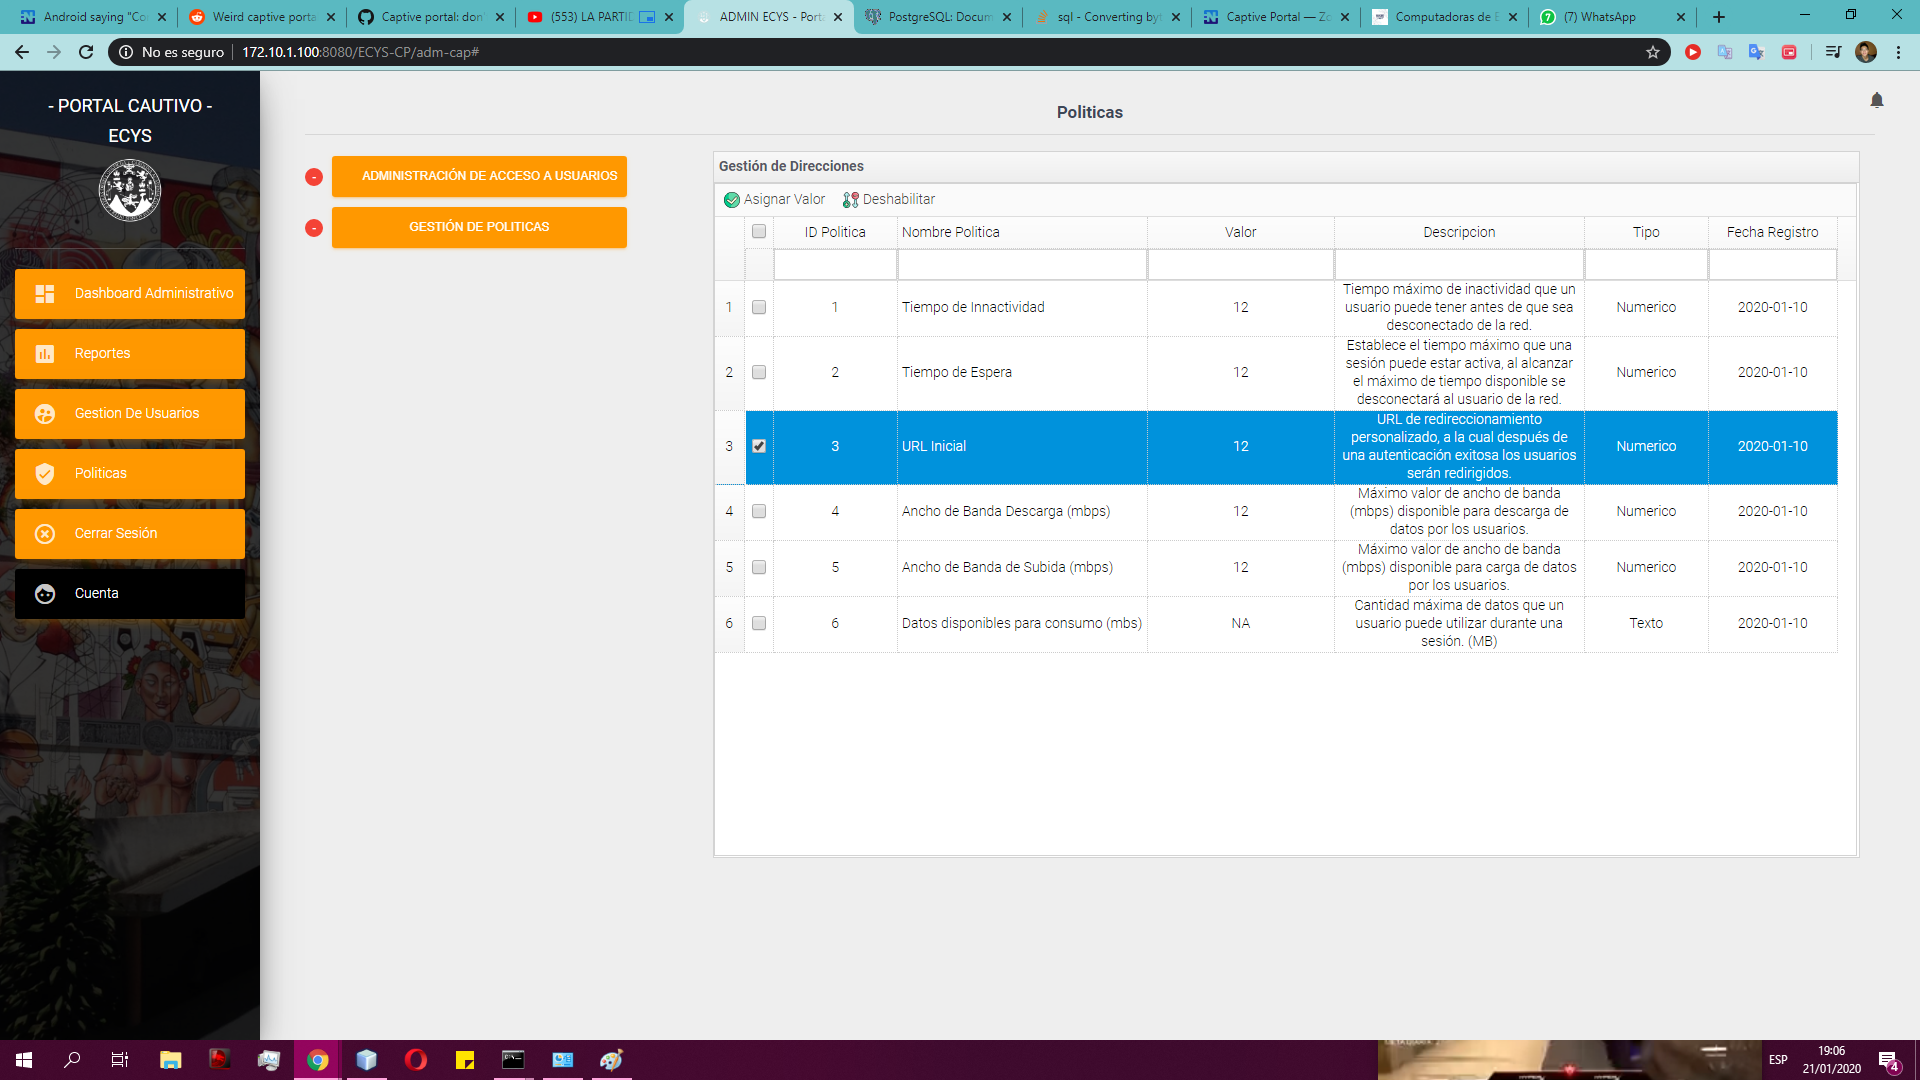 Android saying "Co
Weird captive porta
Captive portal: don'
(553) LA PARTID
ADMIN ECYS - Porta
PostgreSQL: Docum
sql - Converting byt
Captive Portal — Zo
Computadoras de E
(7) WhatsApp
No es seguro
172.10.1.100:8080/ECYS-CP/adm-cap#
- PORTAL CAUTIVO -
ECYS
Dashboard Administrativo
Reportes
Gestion De Usuarios
Politicas
Cerrar Sesión
Cuenta
Politicas
- ADMINISTRACIÓN DE ACCESO A USUARIOS
- GESTIÓN DE POLITICAS
Gestión de Direcciones
Asignar Valor Deshabilitar
ID Politica Nombre Politica Valor Descripcion Tipo Fecha Registro
1 1 Tiempo de Innactividad 12
Tiempo máximo de inactividad que un
usuario puede tener antes de que sea
desconectado de la red.
Numerico 2020-01-10
2 2 Tiempo de Espera 12
Establece el tiempo máximo que una
sesión puede estar activa, al alcanzar
el máximo de tiempo disponible se
desconectará al usuario de la red.
Numerico 2020-01-10
3 3 URL Inicial 12
URL de redireccionamiento
personalizado, a la cual después de
una autenticación exitosa los usuarios
serán redirigidos.
Numerico 2020-01-10
4 4 Ancho de Banda Descarga (mbps) 12
Máximo valor de ancho de banda
(mbps) disponible para descarga de
datos por los usuarios.
Numerico 2020-01-10
5 5 Ancho de Banda de Subida (mbps) 12
Máximo valor de ancho de banda
(mbps) disponible para carga de datos
por los usuarios.
Numerico 2020-01-10
6 6 Datos disponibles para consumo (mbs) NA
Cantidad máxima de datos que un
usuario puede utilizar durante una
sesión. (MB)
Texto 2020-01-10
ESP
19:06
21/01/2020
4